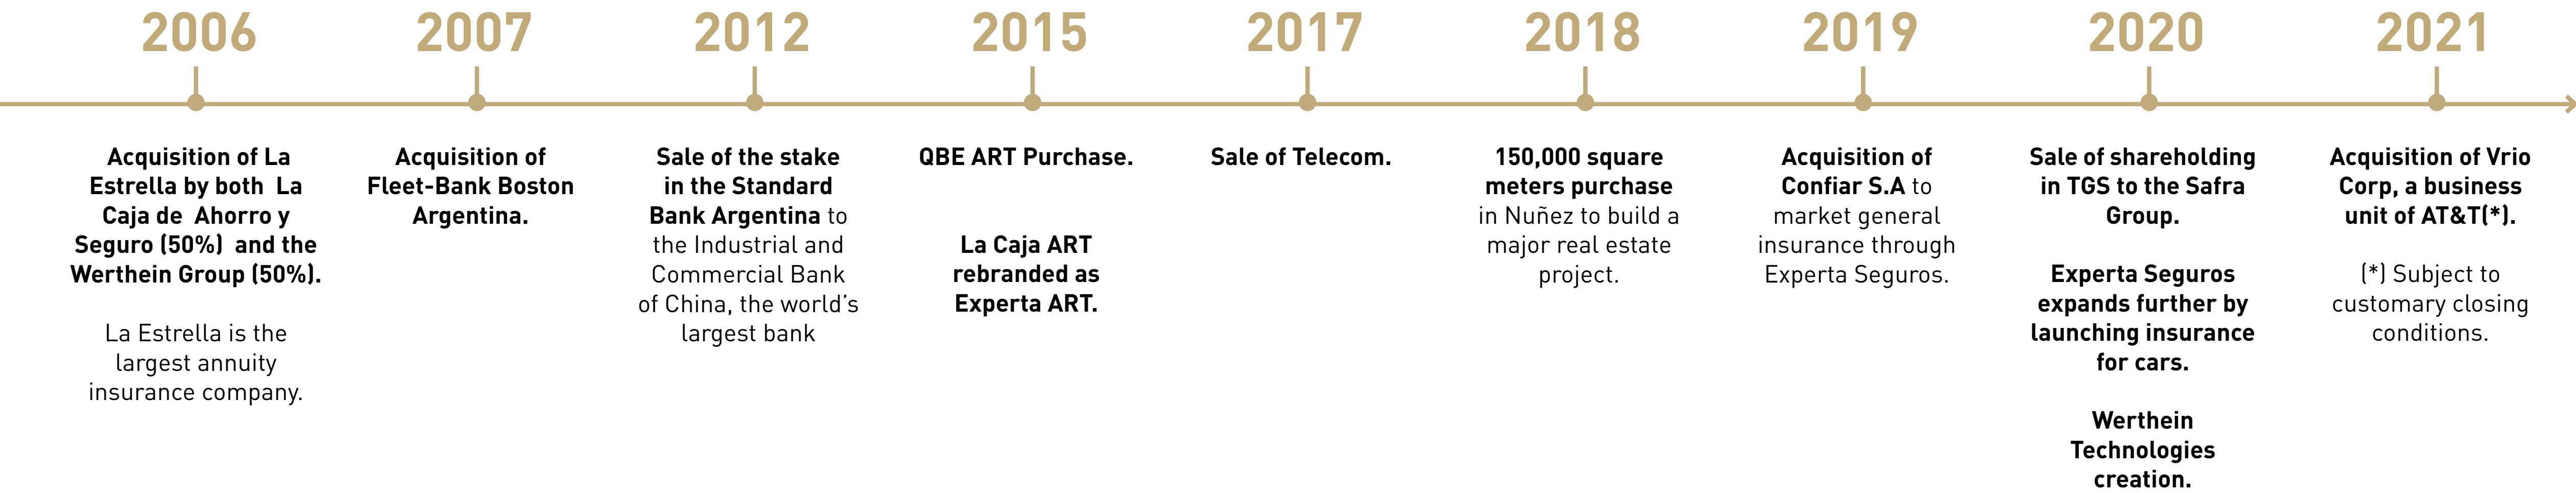 2006
Acquisition of La
Estrella by both La
Caja de Ahorro y
Seguro (50%) and the
Werthein Group (50%).
La Estrella is the
largest annuity
insurance company.
2007
Acquisition of
Fleet-Bank Boston
Argentina.
2012
Sale of the stake
in the Standard
Bank Argentina to
the Industrial and
Commercial Bank
of China, the world’s
largest bank
2015
QBE ART Purchase.
La Caja ART
rebranded as
Experta ART.
2017
Sale of Telecom.
2018
150,000 square
meters purchase
in Nuñez to build a
major real estate
project.
2019
Acquisition of
Confiar S.A to
market general
insurance through
Experta Seguros.
2020
Sale of shareholding
in TGS to the Safra
Group.
Experta Seguros
expands further by
launching insurance
for cars.
Werthein
Technologies
creation.
2021
Acquisition of Vrio
Corp, a business
unit of AT&T(*).
(*) Subject to
customary closing
conditions.